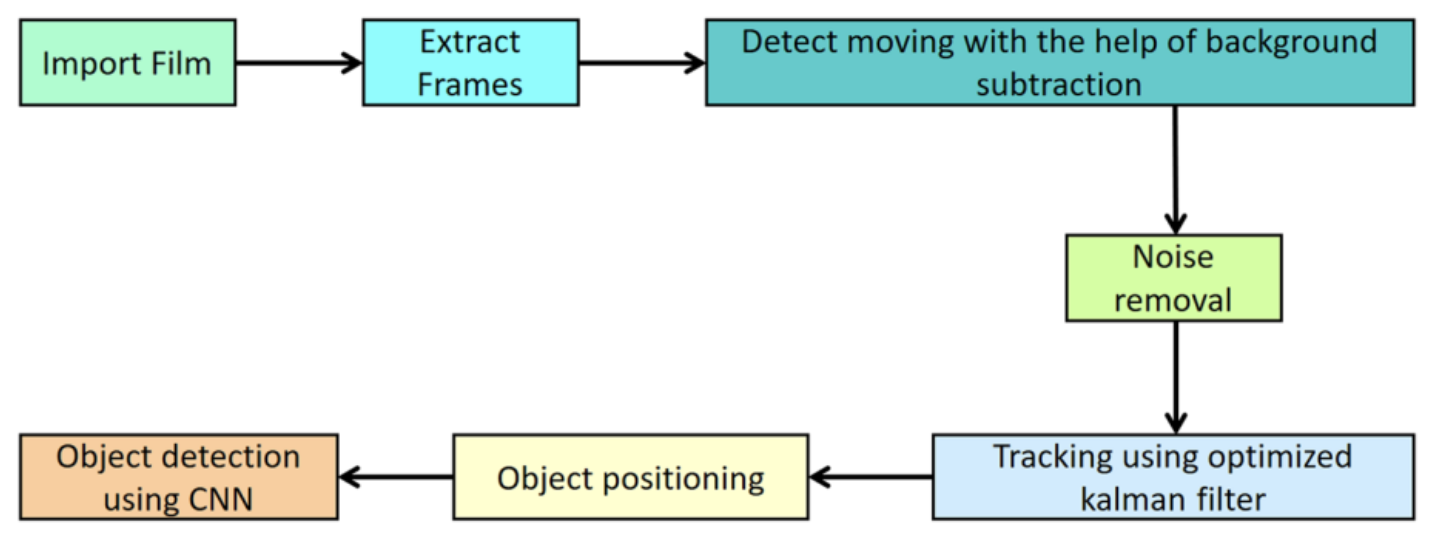 Import Film
Extract
Frames
Detect moving with the help of background
subtraction
Noise
removal
Tracking using optimized
kalman filter
Object positioning
Object detection
using CNN